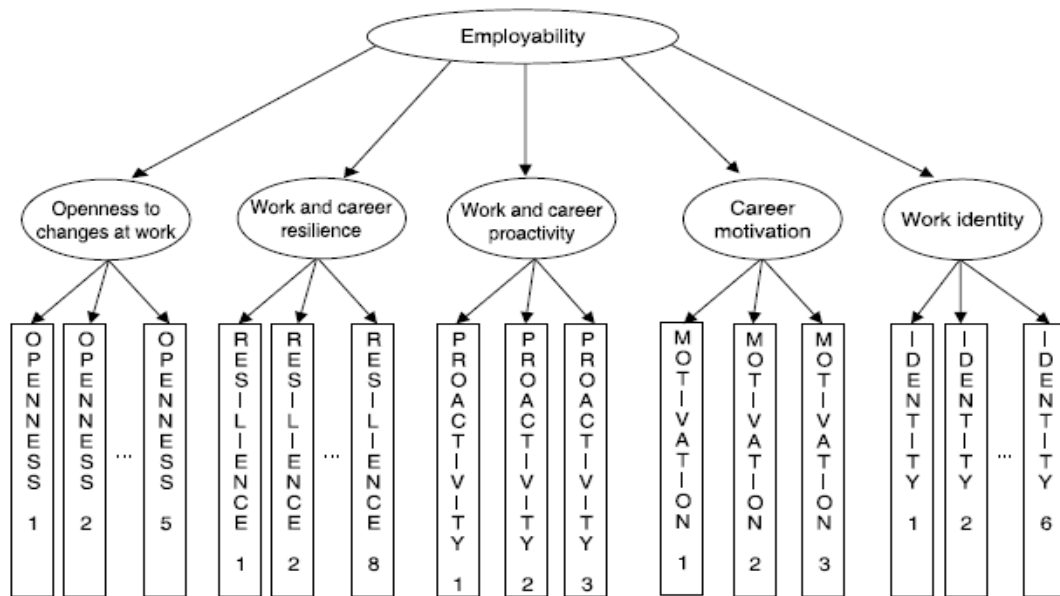 Employability
Openness to
changes at work
Work and career
resilience
Work and career
proactivity
Career
motivation
Work identity
OPENNESS 1
OPENNESS 2
...
OPENNESS 5
RESILIENCE 1
RESILIENCE 2
...
RESILIENCE 8
PROACTIVITY 1
PROACTIVITY 2
PROACTIVITY 3
MOTIVATION 1
MOTIVATION 2
MOTIVATION 3
IDENTITY 1
IDENTITY 2
...
IDENTITY 6